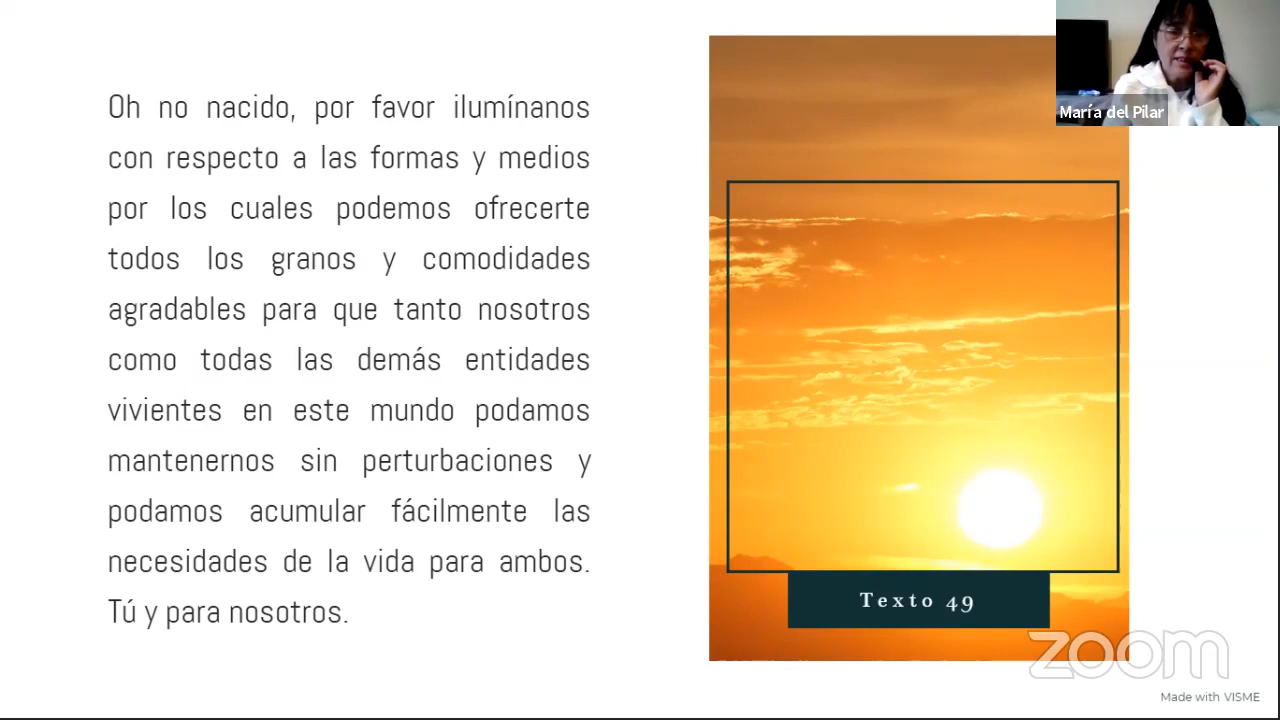 Oh no nacido, por favor ilumínanos
con respecto a las formas y medios
por los cuales podemos ofrecerte
todos los granos y comodidades
agradables para que tanto nosotros
como todas las demás entidades
vivientes en este mundo podamos
mantenernos sin perturbaciones y
podamos acumular fácilmente las
necesidades de la vida para ambos.
Tú y para nosotros.
María del Pilar
Texto 49
zoom
Made with VISME